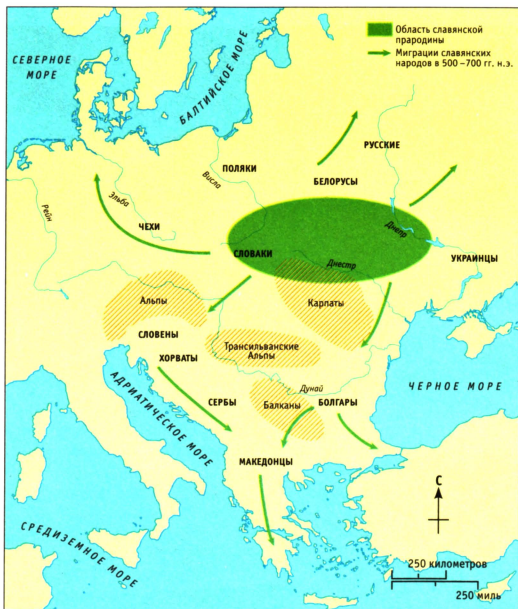 Область славянской
прародины
Миграции славянских
народов в 500–700 гг. н.э.
СЕВЕРНОЕ
МОРЕ
БАЛТИЙСКОЕ МОРЕ
РУССКИЕ
ПОЛЯКИ
БЕЛОРУСЫ
Висла
Рейн
Эльба
ЧЕХИ
Днепр
СЛОВАКИ
Днестр
УКРАИНЦЫ
Альпы
Карпаты
СЛОВЕНЫ
Трансильванские
Альпы
ХОРВАТЫ
АДРИАТИЧЕСКОЕ МОРЕ
Дунай
ЧЕРНОЕ МОРЕ
СЕРБЫ
Балканы
БОЛГАРЫ
МАКЕДОНЦЫ
С
СРЕДИЗЕМНОЕ МОРЕ
250 километров
250 миль